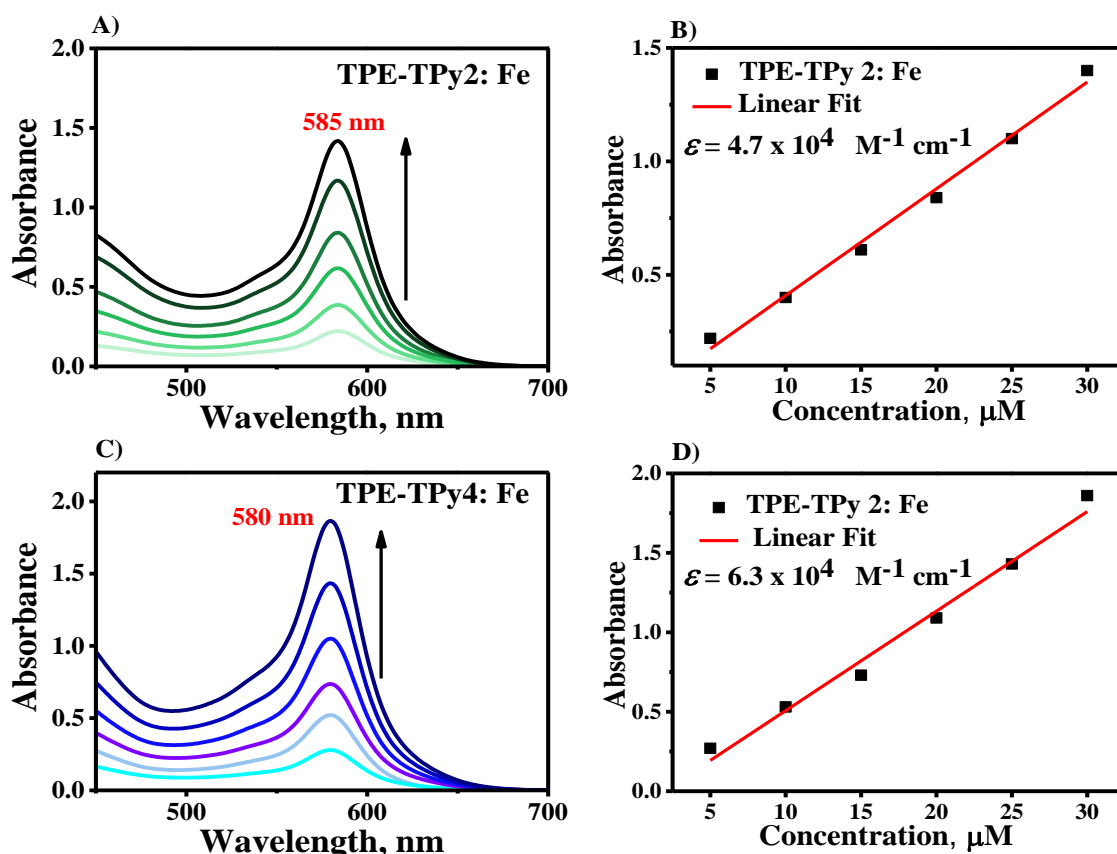 A)
TPE-TPy2: Fe
585 nm
2.0
1.5
1.0
0.5
0.0
500
600
700
Absorbance
Wavelength, nm
B)
TPE-TPy 2: Fe
Linear Fit
ε = 4.7 x 10⁴ M⁻¹ cm⁻¹
1.5
1.0
0.5
5
10
15
20
25
30
Absorbance
Concentration, μM
C)
TPE-TPy4: Fe
580 nm
2.0
1.5
1.0
0.5
0.0
500
600
700
Absorbance
Wavelength, nm
D)
TPE-TPy 2: Fe
Linear Fit
ε = 6.3 x 10⁴ M⁻¹ cm⁻¹
2.0
1.5
1.0
0.5
0.0
5
10
15
20
25
30
Absorbance
Concentration, μM